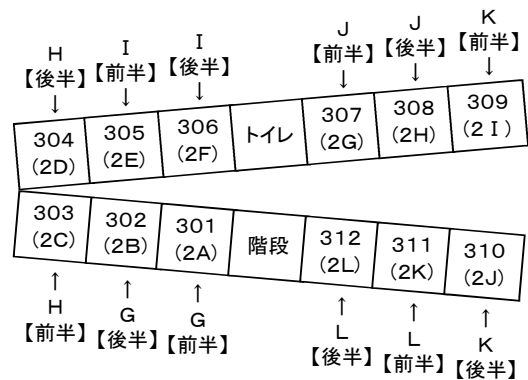 H
【後半】
↓
I
【前半】
↓
I
【後半】
↓
J
【前半】
↓
J
【後半】
↓
K
【前半】
↓
304
(2D)
305
(2E)
306
(2F)
トイレ
307
(2G)
308
(2H)
309
(2I)
303
(2C)
302
(2B)
301
(2A)
階段
312
(2L)
311
(2K)
310
(2J)
↑
H
【前半】
↑
G
【後半】
↑
G
【前半】
↑
L
【後半】
↑
L
【前半】
↑
K
【後半】